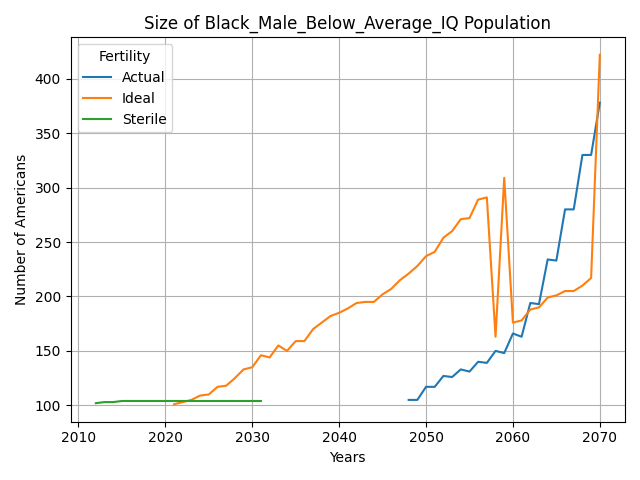 Size of Black_Male_Below_Average_IQ Population
Number of Americans
400
350
300
250
200
150
100
Fertility
Actual
Ideal
Sterile
2010 2020 2030 2040 2050 2060 2070
Years